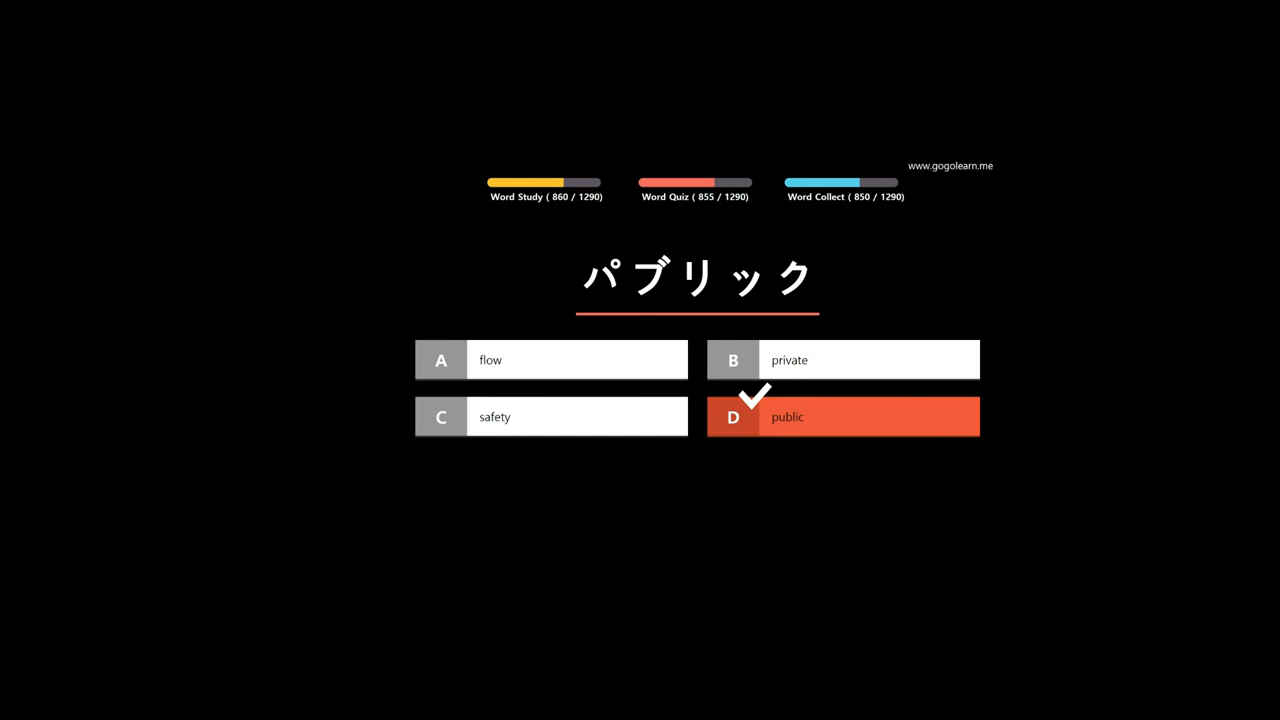 www.gogolearn.me
Word Study ( 860 / 1290)
Word Quiz ( 855 / 1290)
Word Collect ( 850 / 1290)
パブリック
A flow
B private
C safety
D public